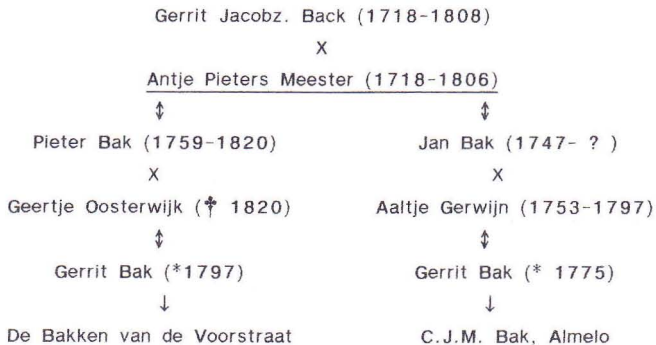 Gerrit Jacobz. Back (1718-1808)
X
Antje Pieters Meester (1718-1806)
↕ ↕
Pieter Bak (1759-1820) Jan Bak (1747- ? )
X X
Geertje Oosterwijk (✝ 1820) Aaltje Gerwijn (1753-1797)
↕ ↕
Gerrit Bak (*1797) Gerrit Bak (* 1775)
↓ ↓
De Bakken van de Voorstraat C.J.M. Bak, Almelo